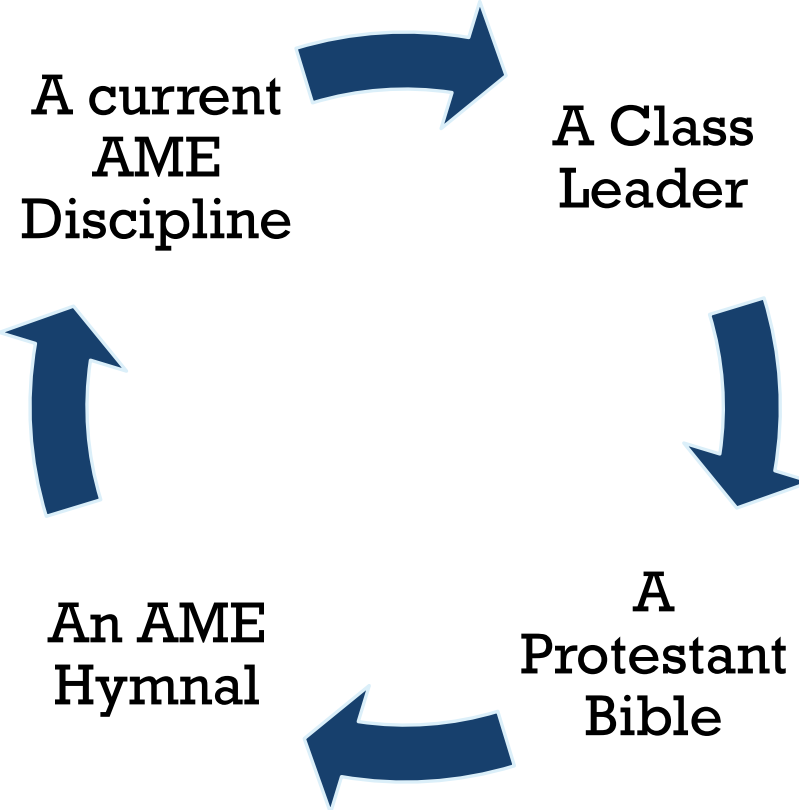 A current
AME
Discipline
A Class
Leader
A
Protestant
Bible
An AME
Hymnal